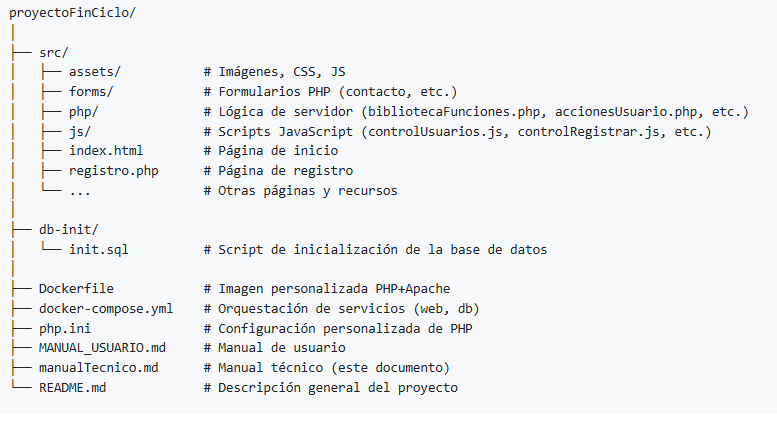 proyectoFinCiclo/
│
├── src/
│   ├── assets/           # Imágenes, CSS, JS
│   ├── forms/            # Formularios PHP (contacto, etc.)
│   ├── php/              # Lógica de servidor (bibliotecaFunciones.php, accionesUsuario.php, etc.)
│   ├── js/               # Scripts JavaScript (controlUsuarios.js, controlRegistrar.js, etc.)
│   ├── index.html        # Página de inicio
│   ├── registro.php      # Página de registro
│   └── ...               # Otras páginas y recursos
│
├── db-init/
│   └── init.sql          # Script de inicialización de la base de datos
│
├── Dockerfile            # Imagen personalizada PHP+Apache
├── docker-compose.yml    # Orquestación de servicios (web, db)
├── php.ini               # Configuración personalizada de PHP
├── MANUAL_USUARIO.md     # Manual de usuario
├── manualTecnico.md      # Manual técnico (este documento)
└── README.md             # Descripción general del proyecto